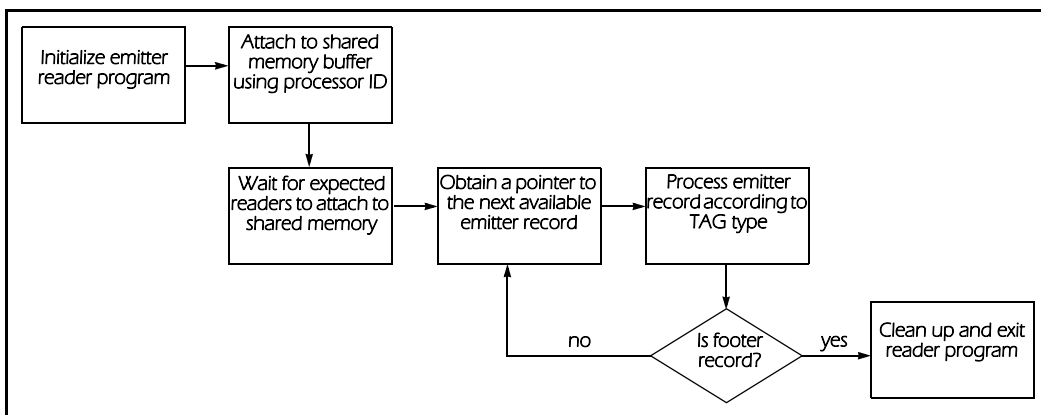 Initialize emitter
reader program
Attach to shared
memory buffer
using processor ID
Wait for expected
readers to attach to
shared memory
Obtain a pointer to
the next available
emitter record
Process emitter
record according to
TAG type
Is footer
record?
no
yes
Clean up and exit
reader program